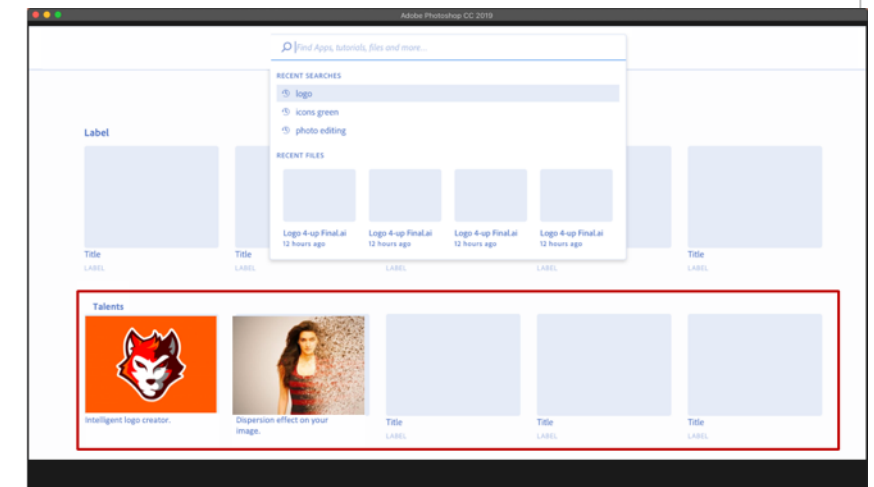 Adobe Photoshop CC 2019
Find Apps, tutorials, files and more...
RECENT SEARCHES
logo
icons green
photo editing
Label
RECENT FILES
Logo 4-up Final.ai Logo 4-up Final.ai Logo 4-up Final.ai Logo 4-up Final.ai
12 hours ago 12 hours ago 12 hours ago 12 hours ago
Title Title Title
LABEL LABEL LABEL LABEL LABEL
Talents
Intelligent logo creator.
Dispersion effect on your
image.
Title Title Title
LABEL LABEL LABEL